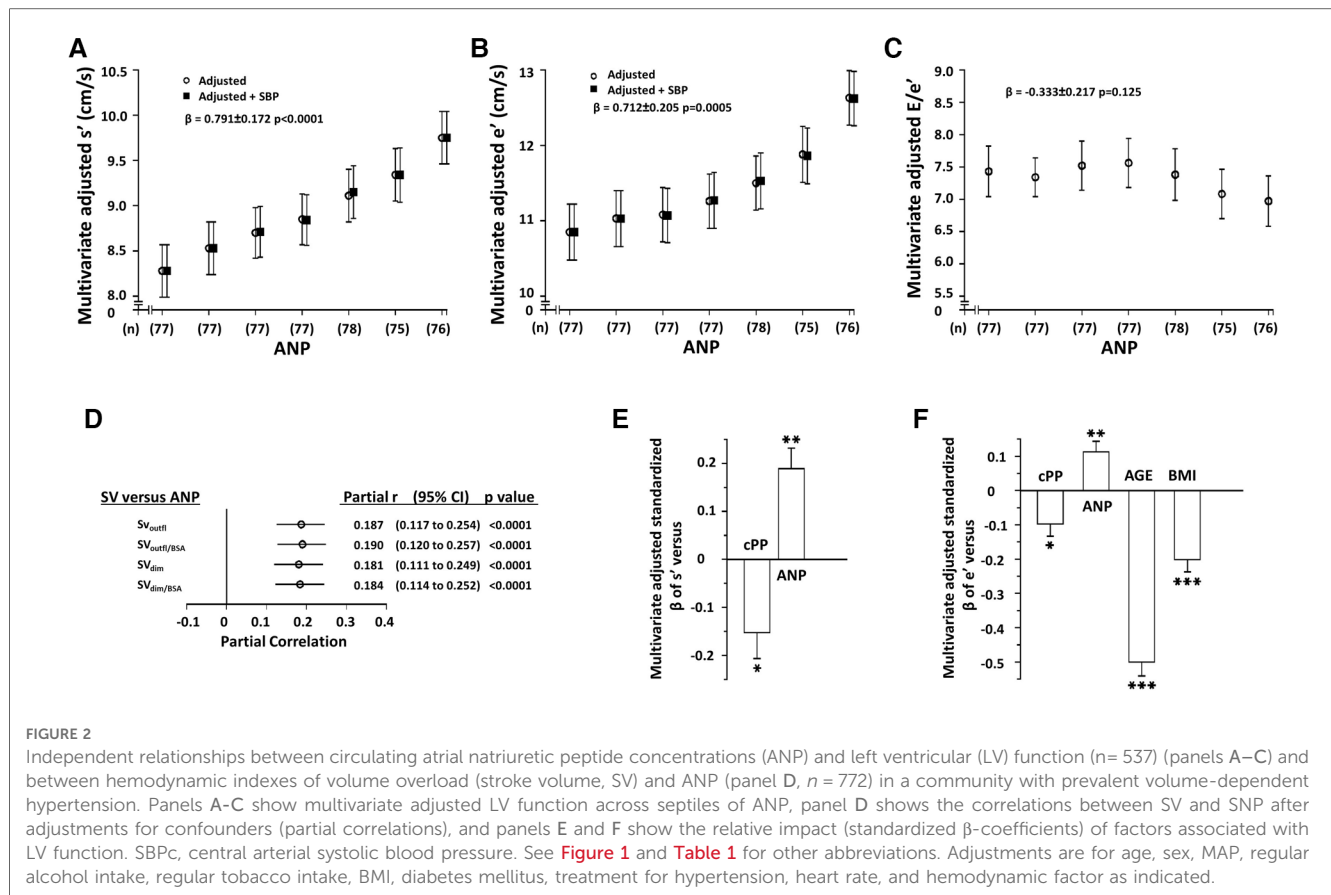 A
Multivariate adjusted s' (cm/s)
10.5
9.5
9.0
8.5
8.0
0
○ Adjusted
■ Adjusted + SBP
β = 0.791±0.172 p<0.0001
(n) (77) (77) (77) (77) (78) (75) (76)
ANP
B
Multivariate adjusted e' (cm/s)
13
12
11
10
0
○ Adjusted
■ Adjusted + SBP
β = 0.712±0.205 p=0.0005
(n) (77) (77) (77) (77) (78) (75) (76)
ANP
C
Multivariate adjusted E/e'
9.0
8.5
8.0
7.5
7.0
6.5
6.0
5.5
0
β = -0.333±0.217 p=0.125
(n) (77) (77) (77) (77) (78) (75) (76)
ANP
D
SV versus ANP Partial r (95% CI) p value
Svoutfl 0.187 (0.117 to 0.254) <0.0001
SVoutfl/BSA 0.190 (0.120 to 0.257) <0.0001
SVdim 0.181 (0.111 to 0.249) <0.0001
SVdim/BSA 0.184 (0.114 to 0.252) <0.0001
-0.1 0 0.1 0.2 0.3 0.4
Partial Correlation
E
Multivariate adjusted standardized
β of s' versus
0.2
0.1
0
-0.1
-0.2
cPP
ANP
**
*
F
Multivariate adjusted standardized
β of e' versus
0.1
0
-0.1
-0.2
-0.3
-0.4
-0.5
**
cPP AGE BMI
ANP
*
***
***
FIGURE 2
Independent relationships between circulating atrial natriuretic peptide concentrations (ANP) and left ventricular (LV) function (n= 537) (panels A–C) and
between hemodynamic indexes of volume overload (stroke volume, SV) and ANP (panel D, n = 772) in a community with prevalent volume-dependent
hypertension. Panels A-C show multivariate adjusted LV function across septiles of ANP, panel D shows the correlations between SV and SNP after
adjustments for confounders (partial correlations), and panels E and F show the relative impact (standardized β-coefficients) of factors associated with
LV function. SBPc, central arterial systolic blood pressure. See Figure 1 and Table 1 for other abbreviations. Adjustments are for age, sex, MAP, regular
alcohol intake, regular tobacco intake, BMI, diabetes mellitus, treatment for hypertension, heart rate, and hemodynamic factor as indicated.